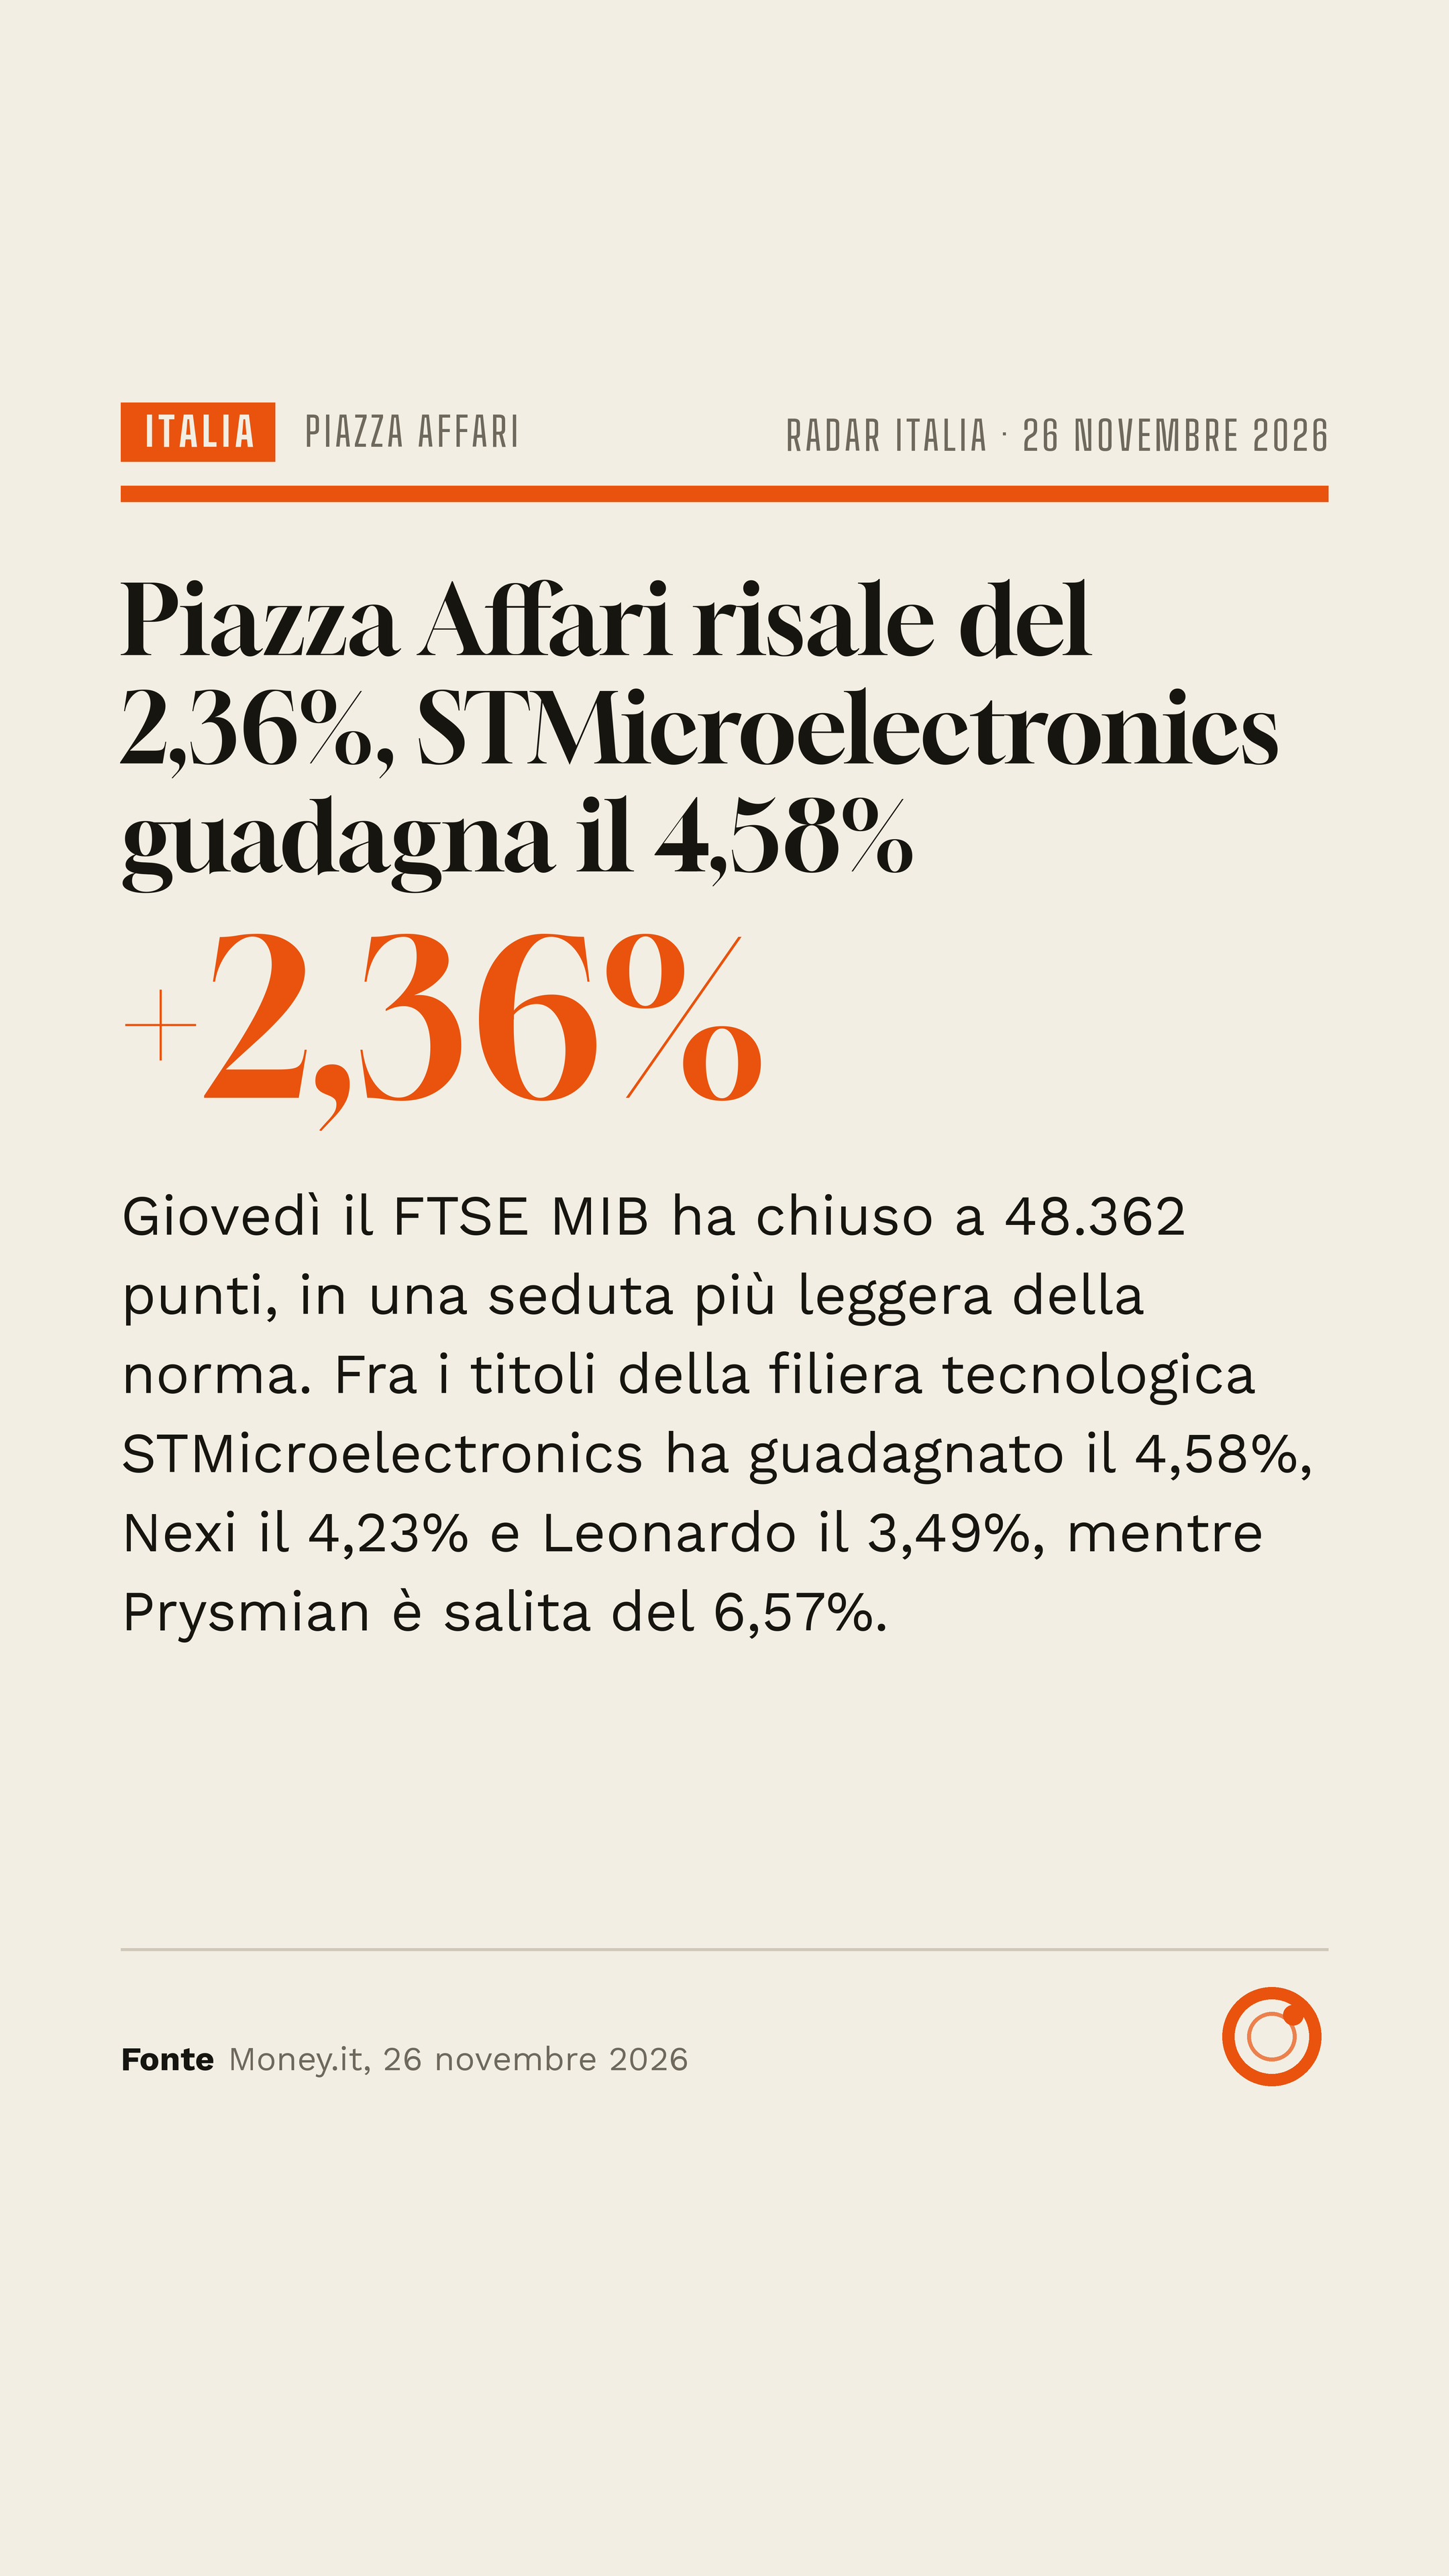 ITALIA PIAZZA AFFARI RADAR ITALIA · 26 NOVEMBRE 2026
Piazza Affari risale del
2,36%, STMicroelectronics
guadagna il 4,58%
+2,36%
Giovedì il FTSE MIB ha chiuso a 48.362
punti, in una seduta più leggera della
norma. Fra i titoli della filiera tecnologica
STMicroelectronics ha guadagnato il 4,58%,
Nexi il 4,23% e Leonardo il 3,49%, mentre
Prysmian è salita del 6,57%.
Fonte Money.it, 26 novembre 2026